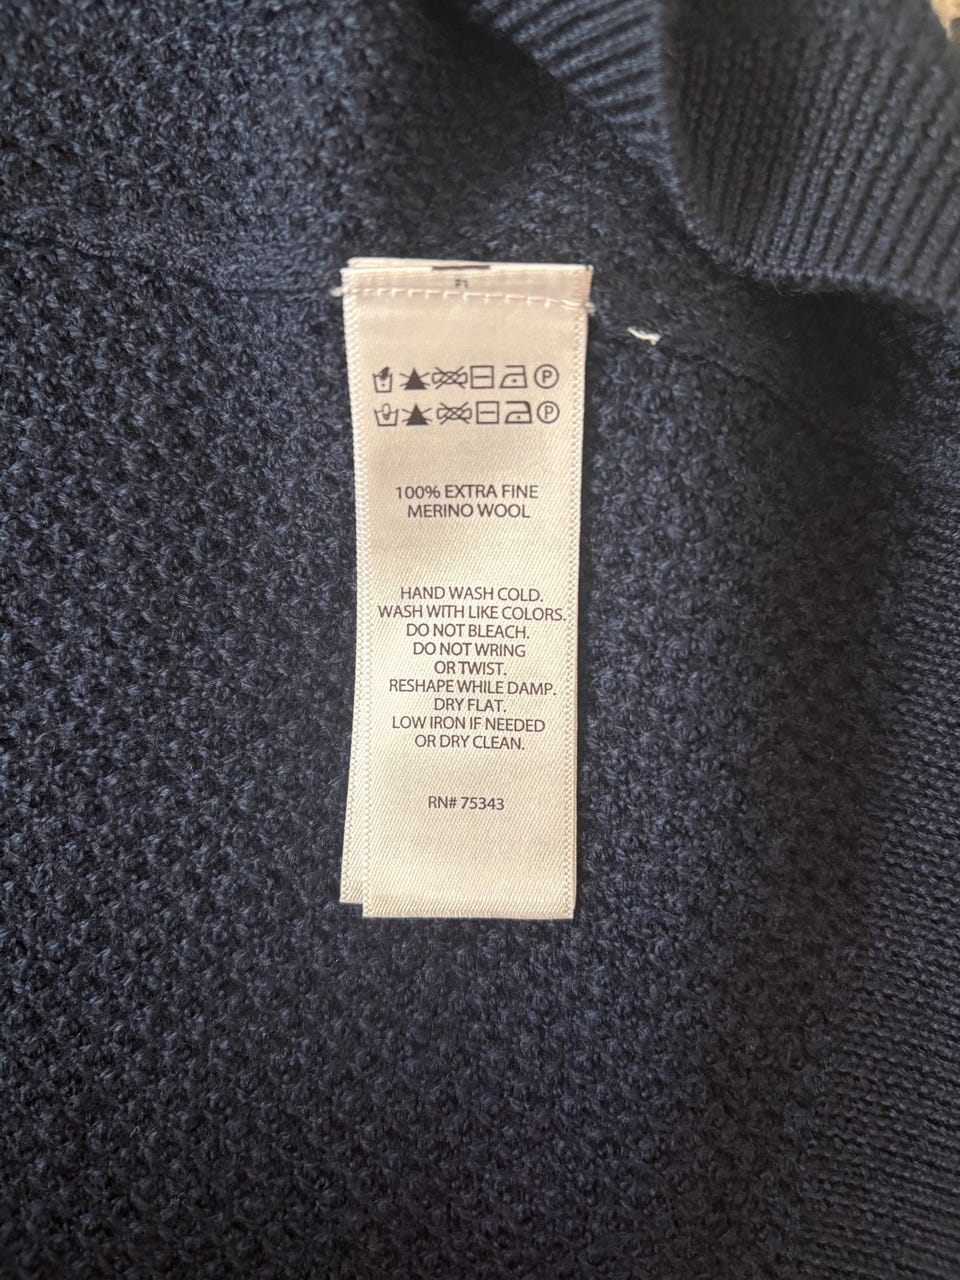 P
P
100% EXTRA FINE
MERINO WOOL
HAND WASH COLD.
WASH WITH LIKE COLORS.
DO NOT BLEACH.
DO NOT WRING
OR TWIST.
RESHAPE WHILE DAMP.
DRY FLAT.
LOW IRON IF NEEDED
OR DRY CLEAN.
RN# 75343